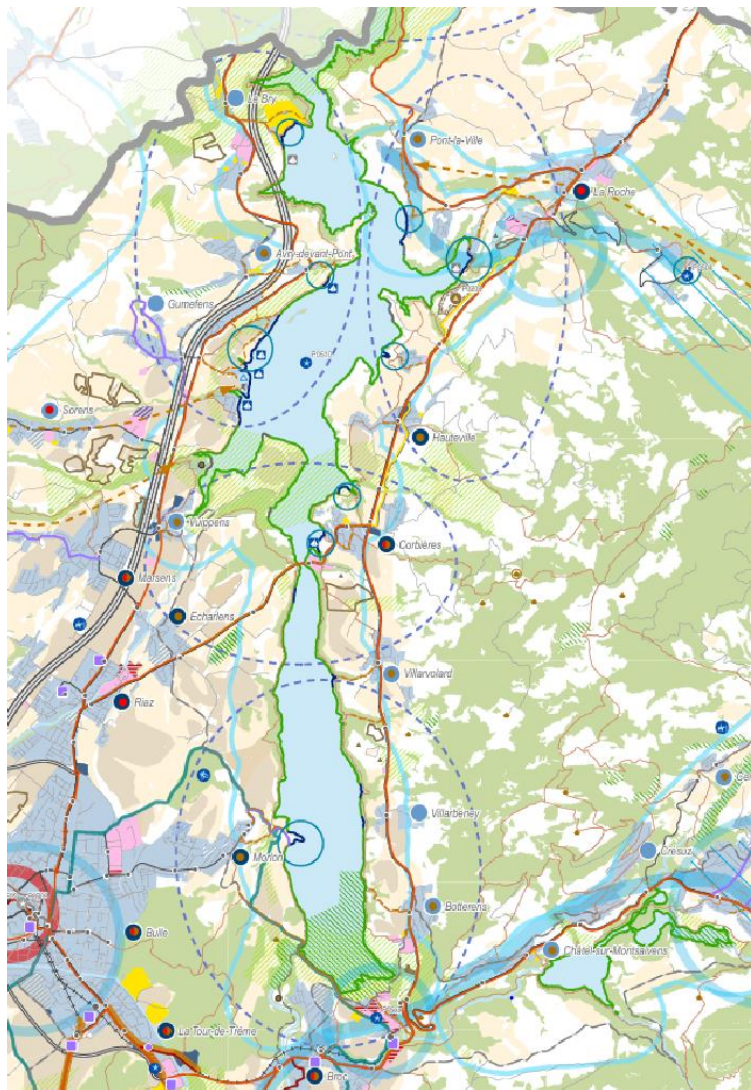 Le Bry
Pont-la-Ville
La Roche
Avry-devant-Pont
Gumefens
Sorens
Hauteville
Vuippens
Corbières
Marsens
Echarlens
Villarvolard
Riaz
Villarbeney
Crésuz
Morlon
Botterens
Bulle
Châtel-sur-Montsalvens
La Tour-de-Trême
Broc